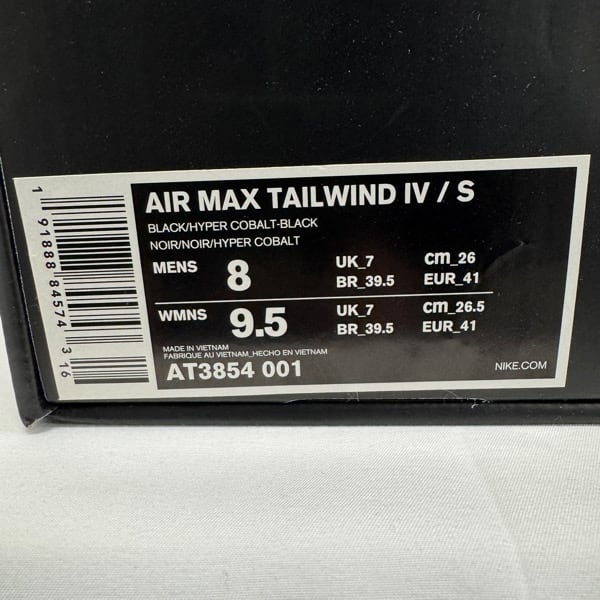 AIR MAX TAILWIND IV / S
BLACK/HYPER COBALT-BLACK
NOIR/NOIR/HYPER COBALT
MENS 8 UK_7 cm_26
BR_39.5 EUR_41
WMNS 9.5 UK_7 cm_26.5
BR_39.5 EUR_41
MADE IN VIETNAM
FABRIQUE AU VIETNAM_HECHO EN VIETNAM
AT3854 001
NIKE.COM
1 91888 84574 3 16